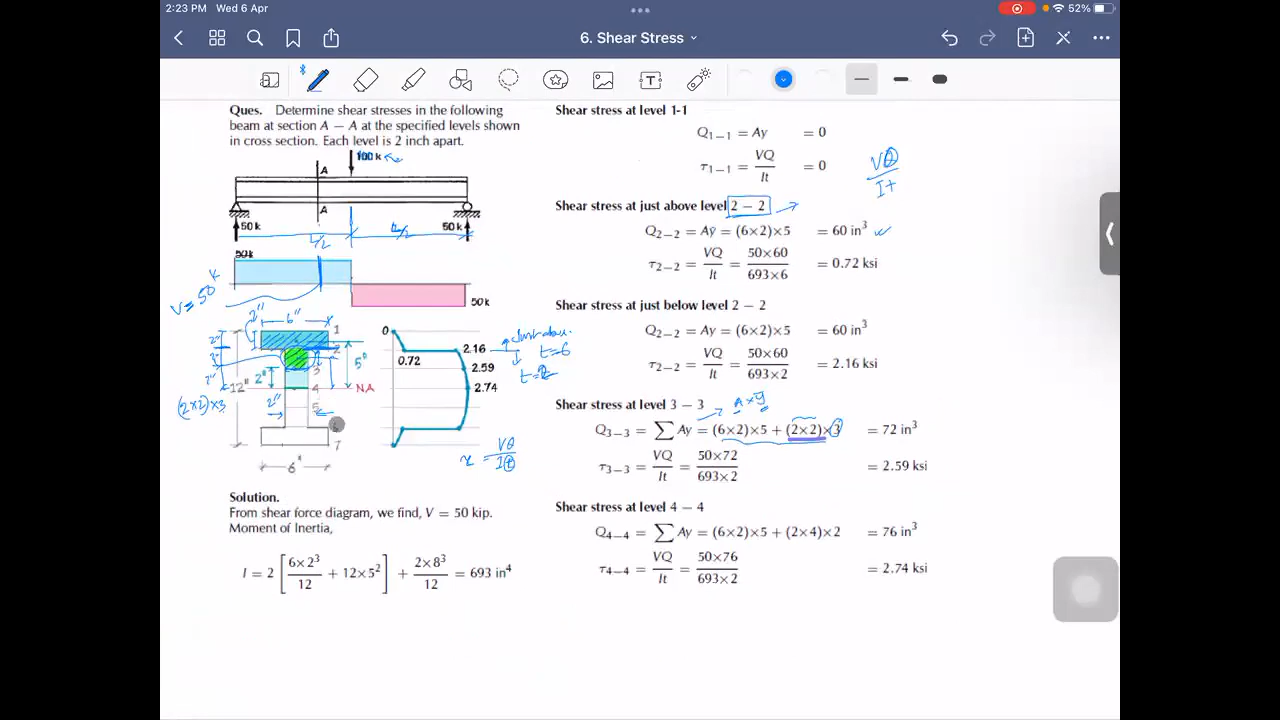 2:23 PM Wed 6 Apr
52%
6. Shear Stress
Ques. Determine shear stresses in the following
beam at section A − A at the specified levels shown
in cross section. Each level is 2 inch apart.
100 k
A
A
50 k
50 k
L/2
L/2
50k
50 k
V = 50 k
2"
6"
1
2"
2
3
2"
4
12"
5"
NA
(2×2)×3
2"
5
7
6"
0
0.72
2.16
2.59
2.74
t=6
VQ
It
Solution.
From shear force diagram, we find, V = 50 kip.
Moment of Inertia,
I = 2 [ 6×2³/12 + 12×5² ] + 2×8³/12 = 693 in⁴
Shear stress at level 1-1
Q₁₋₁ = Ay = 0
τ₁₋₁ = VQ/It = 0
VQ
It
Shear stress at just above level 2 − 2
Q₂₋₂ = Ay = (6×2)×5 = 60 in³
τ₂₋₂ = VQ/It = 50×60/693×6 = 0.72 ksi
Shear stress at just below level 2 − 2
Q₂₋₂ = Ay = (6×2)×5 = 60 in³
τ₂₋₂ = VQ/It = 50×60/693×2 = 2.16 ksi
Shear stress at level 3 − 3
A × y
Q₃₋₃ = ∑ Ay = (6×2)×5 + (2×2)×3 = 72 in³
τ₃₋₃ = VQ/It = 50×72/693×2 = 2.59 ksi
Shear stress at level 4 − 4
Q₄₋₄ = ∑ Ay = (6×2)×5 + (2×4)×2 = 76 in³
τ₄₋₄ = VQ/It = 50×76/693×2 = 2.74 ksi